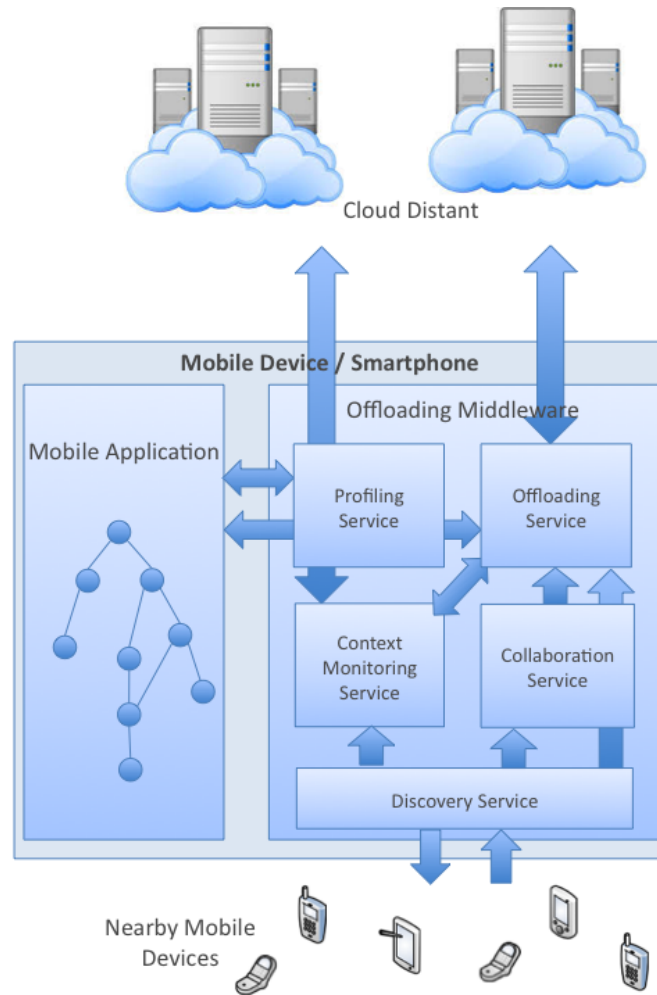 Cloud Distant
Mobile Device / Smartphone
Mobile Application
Offloading Middleware
Profiling
Service
Offloading
Service
Context
Monitoring
Service
Collaboration
Service
Discovery Service
Nearby Mobile
Devices